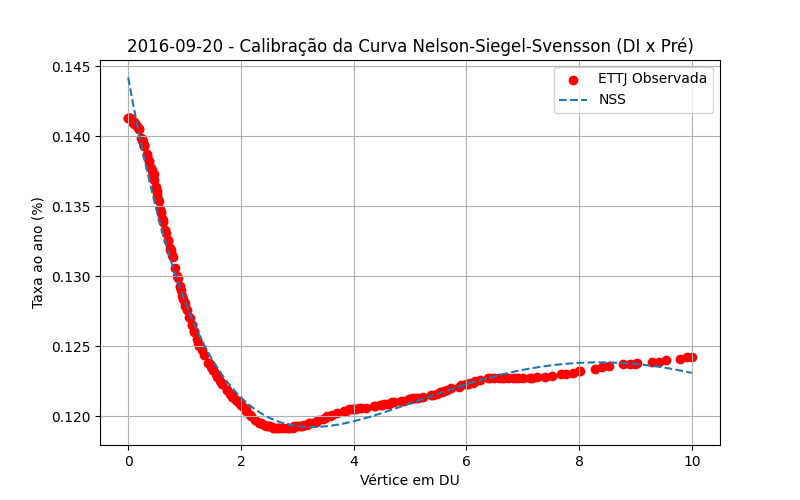 2016-09-20 - Calibração da Curva Nelson-Siegel-Svensson (DI x Pré)
ETTJ Observada
NSS
Taxa ao ano (%)
0.145
0.140
0.135
0.130
0.125
0.120
0 2 4 6 8 10
Vértice em DU